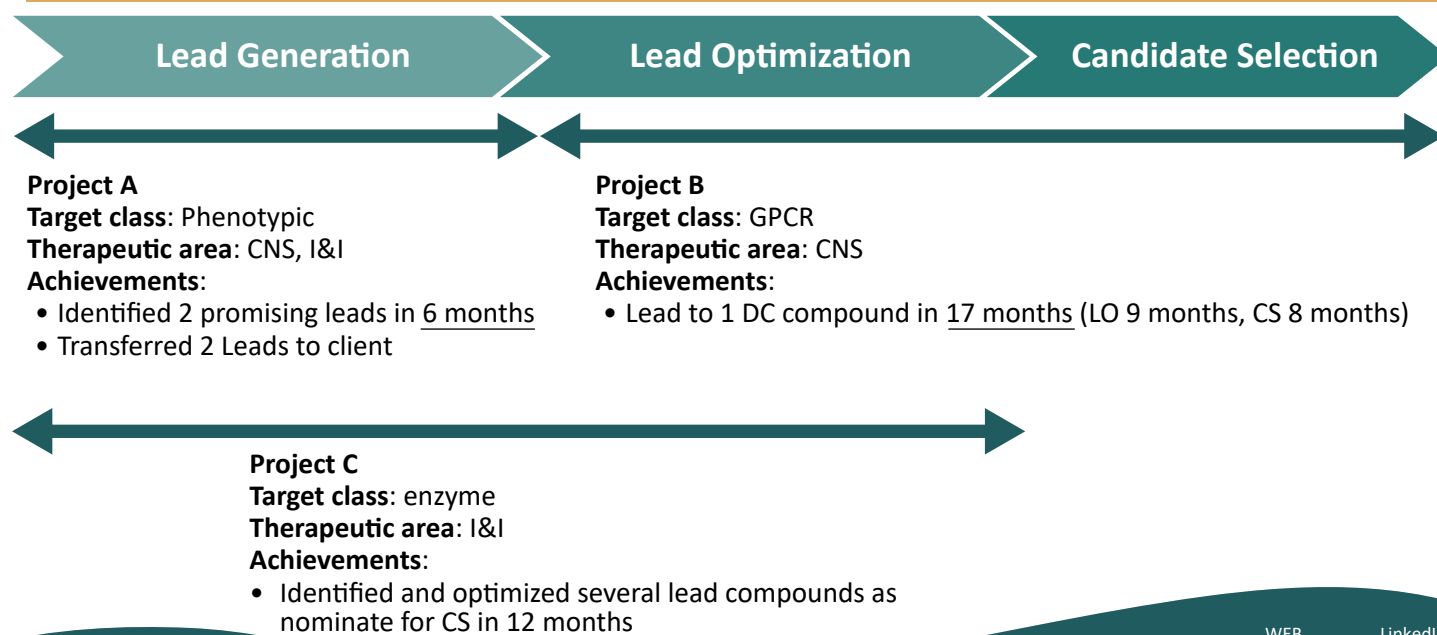 Lead Generation
Lead Optimization
Candidate Selection
Project A
Target class: Phenotypic
Therapeutic area: CNS, I&I
Achievements:
• Identified 2 promising leads in 6 months
• Transferred 2 Leads to client
Project B
Target class: GPCR
Therapeutic area: CNS
Achievements:
• Lead to 1 DC compound in 17 months (LO 9 months, CS 8 months)
Project C
Target class: enzyme
Therapeutic area: I&I
Achievements:
• Identified and optimized several lead compounds as
nominate for CS in 12 months
WEB